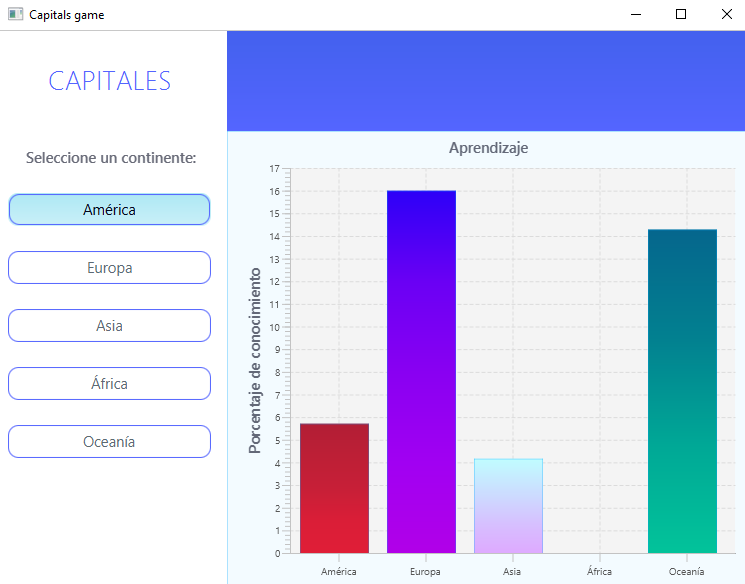 Capitals game
CAPITALES
Seleccione un continente:
América
Europa
Asia
África
Oceanía
Aprendizaje
Porcentaje de conocimiento
17
16
15
14
13
12
11
10
9
8
7
6
5
4
3
2
1
0
América
Europa
Asia
África
Oceanía